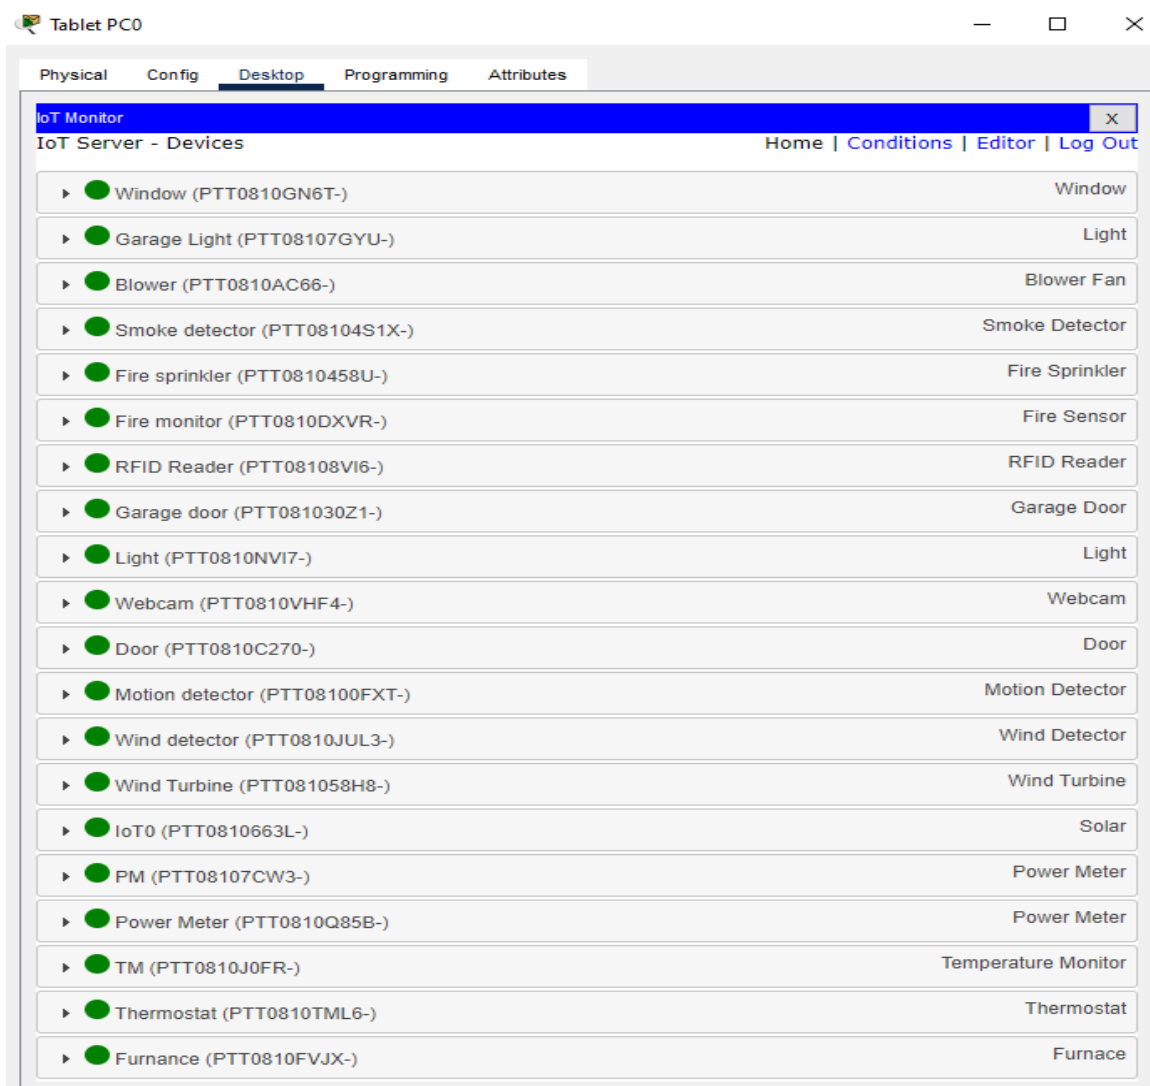 Tablet PC0
Physical Config Desktop Programming Attributes
IoT Monitor X
IoT Server - Devices Home | Conditions | Editor | Log Out
Window (PTT0810GN6T-) Window
Garage Light (PTT08107GYU-) Light
Blower (PTT0810AC66-) Blower Fan
Smoke detector (PTT08104S1X-) Smoke Detector
Fire sprinkler (PTT0810458U-) Fire Sprinkler
Fire monitor (PTT0810DXVR-) Fire Sensor
RFID Reader (PTT08108VI6-) RFID Reader
Garage door (PTT081030Z1-) Garage Door
Light (PTT0810NVI7-) Light
Webcam (PTT0810VHF4-) Webcam
Door (PTT0810C270-) Door
Motion detector (PTT08100FXT-) Motion Detector
Wind detector (PTT0810JUL3-) Wind Detector
Wind Turbine (PTT081058H8-) Wind Turbine
IoT0 (PTT0810663L-) Solar
PM (PTT08107CW3-) Power Meter
Power Meter (PTT0810Q85B-) Power Meter
TM (PTT0810J0FR-) Temperature Monitor
Thermostat (PTT0810TML6-) Thermostat
Furnance (PTT0810FVJX-) Furnace